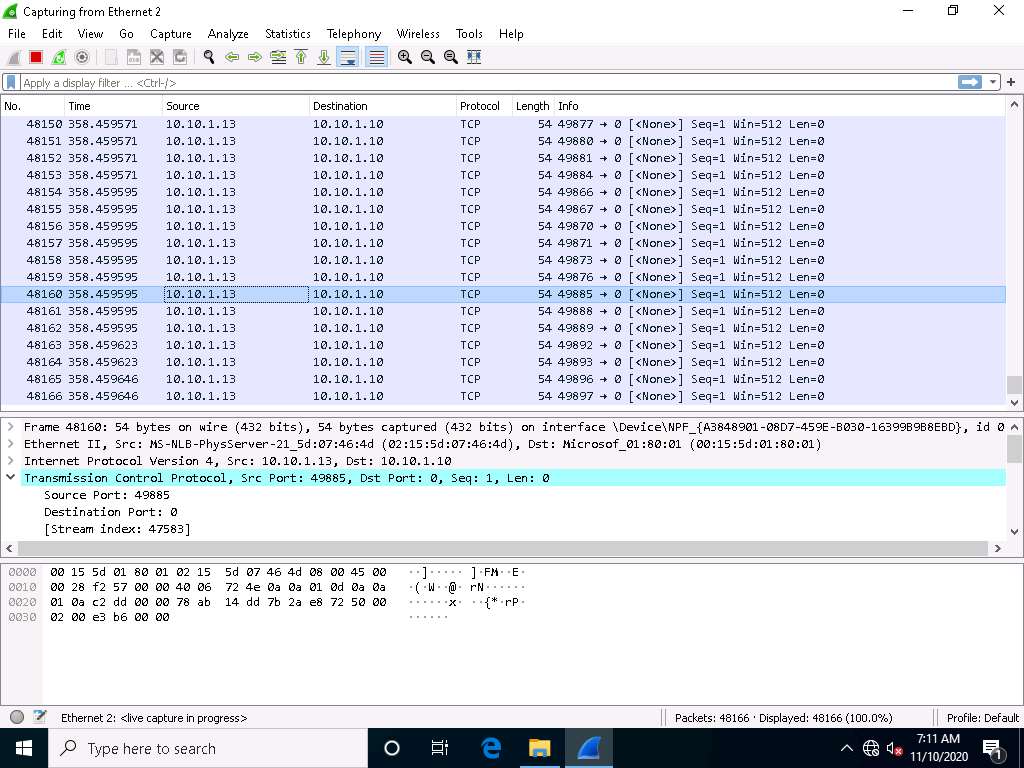 Capturing from Ethernet 2
File Edit View Go Capture Analyze Statistics Telephony Wireless Tools Help
Apply a display filter ... <Ctrl-/>
No. Time Source Destination Protocol Length Info
48150 358.459571 10.10.1.13 10.10.1.10 TCP 54 49877 → 0 [<None>] Seq=1 Win=512 Len=0
48151 358.459571 10.10.1.13 10.10.1.10 TCP 54 49880 → 0 [<None>] Seq=1 Win=512 Len=0
48152 358.459571 10.10.1.13 10.10.1.10 TCP 54 49881 → 0 [<None>] Seq=1 Win=512 Len=0
48153 358.459571 10.10.1.13 10.10.1.10 TCP 54 49884 → 0 [<None>] Seq=1 Win=512 Len=0
48154 358.459595 10.10.1.13 10.10.1.10 TCP 54 49866 → 0 [<None>] Seq=1 Win=512 Len=0
48155 358.459595 10.10.1.13 10.10.1.10 TCP 54 49867 → 0 [<None>] Seq=1 Win=512 Len=0
48156 358.459595 10.10.1.13 10.10.1.10 TCP 54 49870 → 0 [<None>] Seq=1 Win=512 Len=0
48157 358.459595 10.10.1.13 10.10.1.10 TCP 54 49871 → 0 [<None>] Seq=1 Win=512 Len=0
48158 358.459595 10.10.1.13 10.10.1.10 TCP 54 49873 → 0 [<None>] Seq=1 Win=512 Len=0
48159 358.459595 10.10.1.13 10.10.1.10 TCP 54 49876 → 0 [<None>] Seq=1 Win=512 Len=0
48160 358.459595 10.10.1.13 10.10.1.10 TCP 54 49885 → 0 [<None>] Seq=1 Win=512 Len=0
48161 358.459595 10.10.1.13 10.10.1.10 TCP 54 49888 → 0 [<None>] Seq=1 Win=512 Len=0
48162 358.459595 10.10.1.13 10.10.1.10 TCP 54 49889 → 0 [<None>] Seq=1 Win=512 Len=0
48163 358.459623 10.10.1.13 10.10.1.10 TCP 54 49892 → 0 [<None>] Seq=1 Win=512 Len=0
48164 358.459623 10.10.1.13 10.10.1.10 TCP 54 49893 → 0 [<None>] Seq=1 Win=512 Len=0
48165 358.459646 10.10.1.13 10.10.1.10 TCP 54 49896 → 0 [<None>] Seq=1 Win=512 Len=0
48166 358.459646 10.10.1.13 10.10.1.10 TCP 54 49897 → 0 [<None>] Seq=1 Win=512 Len=0
Frame 48160: 54 bytes on wire (432 bits), 54 bytes captured (432 bits) on interface \Device\NPF_{A3848901-08D7-459E-B030-16399B9B8EBD}, id 0
Ethernet II, Src: MS-NLB-PhysServer-21_5d:07:46:4d (02:15:5d:07:46:4d), Dst: Microsof_01:80:01 (00:15:5d:01:80:01)
Internet Protocol Version 4, Src: 10.10.1.13, Dst: 10.10.1.10
Transmission Control Protocol, Src Port: 49885, Dst Port: 0, Seq: 1, Len: 0
Source Port: 49885
Destination Port: 0
[Stream index: 47583]
0000 00 15 5d 01 80 01 02 15 5d 07 46 4d 08 00 45 00 ··]····· ]·FM··E·
0010 00 28 f2 57 00 00 40 06 72 4e 0a 0a 01 0d 0a 0a ·(·W··@· rN······
0020 01 0a c2 dd 00 00 78 ab 14 dd 7b 2a e8 72 50 00 ······x· ··{*·rP·
0030 02 00 e3 b6 00 00 ······
Ethernet 2: <live capture in progress> Packets: 48166 · Displayed: 48166 (100.0%) Profile: Default
Type here to search
7:11 AM
11/10/2020
1